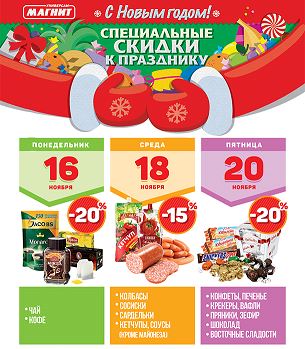 УНИВЕРСАМ
МАГНИТ
С Новым годом!
СПЕЦИАЛЬНЫЕ
СКИДКИ
К ПРАЗДНИКУ
ПОНЕДЕЛЬНИК
16
НОЯБРЯ
-20%
JACOBS
Monarch
• ЧАЙ
• КОФЕ
СРЕДА
18
НОЯБРЯ
-15%
• КОЛБАСЫ
• СОСИСКИ
• САРДЕЛЬКИ
• КЕТЧУПЫ, СОУСЫ
(КРОМЕ МАЙОНЕЗА)
ПЯТНИЦА
20
НОЯБРЯ
-20%
• КОНФЕТЫ, ПЕЧЕНЬЕ
• КРЕКЕРЫ, ВАФЛИ
• ПРЯНИКИ, ЗЕФИР
• ШОКОЛАД
• ВОСТОЧНЫЕ СЛАДОСТИ